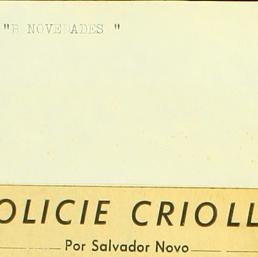 "B NOVEDADES "
OLICIE CRIOLL
Por Salvador Novo